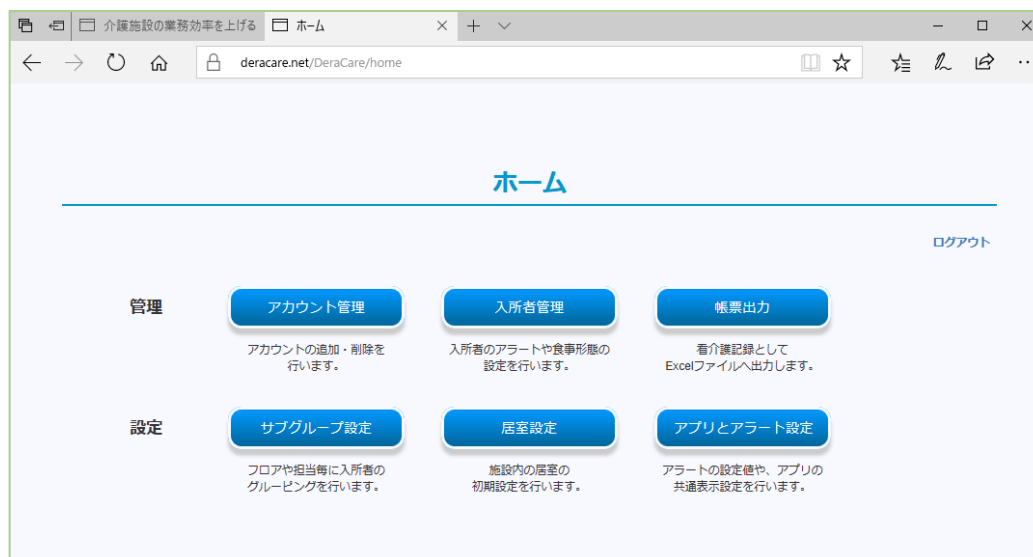 介護施設の業務効率を上げる
ホーム
deracare.net/DeraCare/home
ホーム
ログアウト
管理
アカウント管理
入所者管理
帳票出力
アカウントの追加・削除を
行います。
入所者のアラートや食事形態の
設定を行います。
看介護記録として
Excelファイルへ出力します。
設定
サブグループ設定
居室設定
アプリとアラート設定
フロアや担当毎に入所者の
グルーピングを行います。
施設内の居室の
初期設定を行います。
アラートの設定値や、アプリの
共通表示設定を行います。